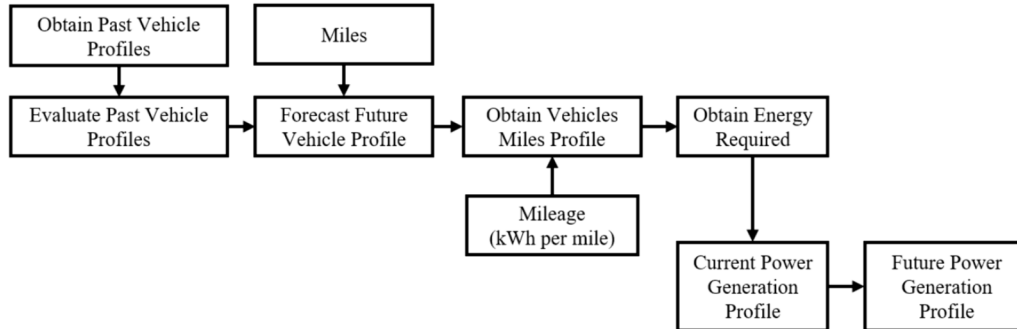 Obtain Past Vehicle
Profiles
Miles
Evaluate Past Vehicle
Profiles
Forecast Future
Vehicle Profile
Obtain Vehicles
Miles Profile
Obtain Energy
Required
Mileage
(kWh per mile)
Current Power
Generation
Profile
Future Power
Generation
Profile